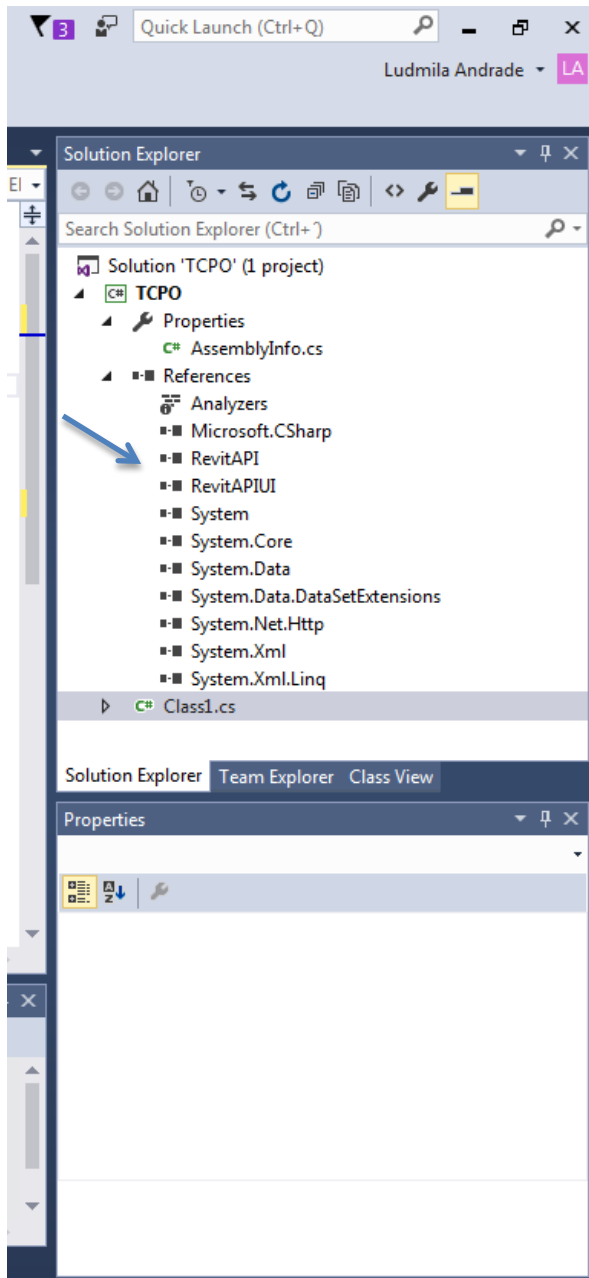 3
Quick Launch (Ctrl+Q)
Ludmila Andrade
LA
Solution Explorer
El
Search Solution Explorer (Ctrl+´)
Solution 'TCPO' (1 project)
C# TCPO
Properties
C# AssemblyInfo.cs
References
Analyzers
Microsoft.CSharp
RevitAPI
RevitAPIUI
System
System.Core
System.Data
System.Data.DataSetExtensions
System.Net.Http
System.Xml
System.Xml.Linq
C# Class1.cs
Solution Explorer Team Explorer Class View
Properties